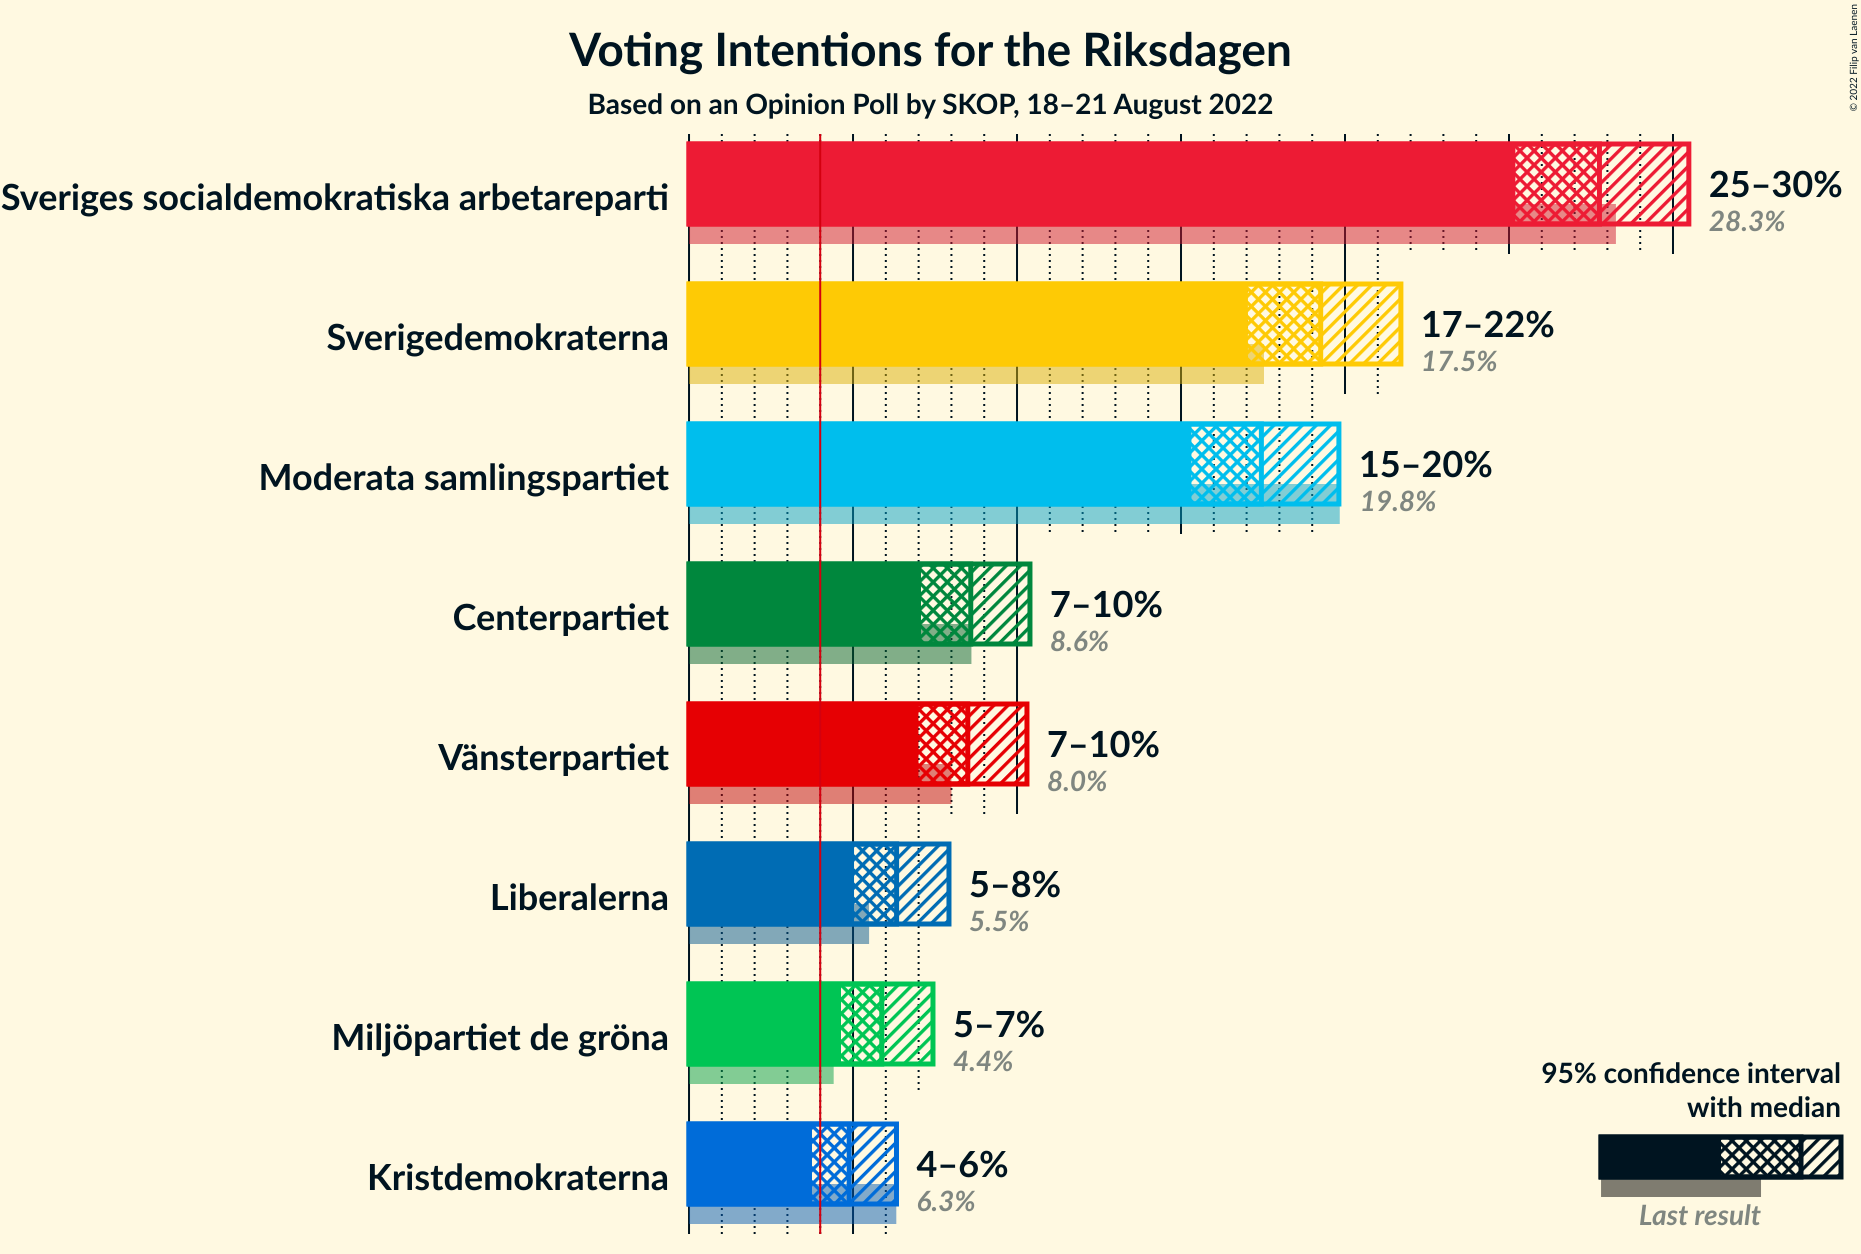 Voting Intentions for the Riksdagen
Based on an Opinion Poll by SKOP, 18–21 August 2022
© 2022 Filip van Laenen
Sveriges socialdemokratiska arbetareparti
25–30%
28.3%
Sverigedemokraterna
17–22%
17.5%
Moderata samlingspartiet
15–20%
19.8%
Centerpartiet
7–10%
8.6%
Vänsterpartiet
7–10%
8.0%
Liberalerna
5–8%
5.5%
Miljöpartiet de gröna
5–7%
4.4%
Kristdemokraterna
4–6%
6.3%
95% confidence interval
with median
Last result